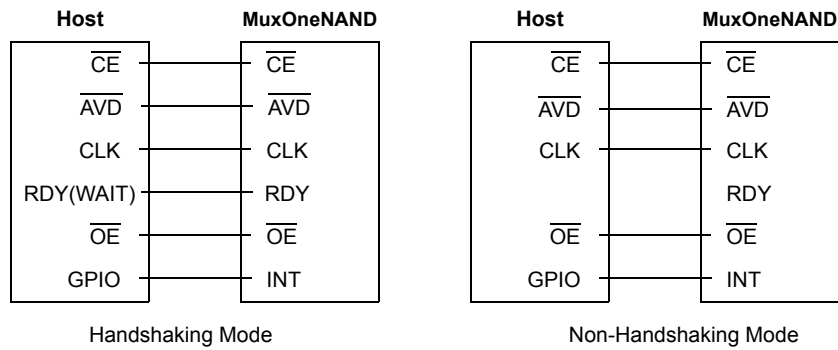 Host MuxOneNAND Host MuxOneNAND
CE CE CE CE
AVD AVD AVD AVD
CLK CLK CLK CLK
RDY(WAIT) RDY RDY
OE OE OE OE
GPIO INT GPIO INT
Handshaking Mode Non-Handshaking Mode